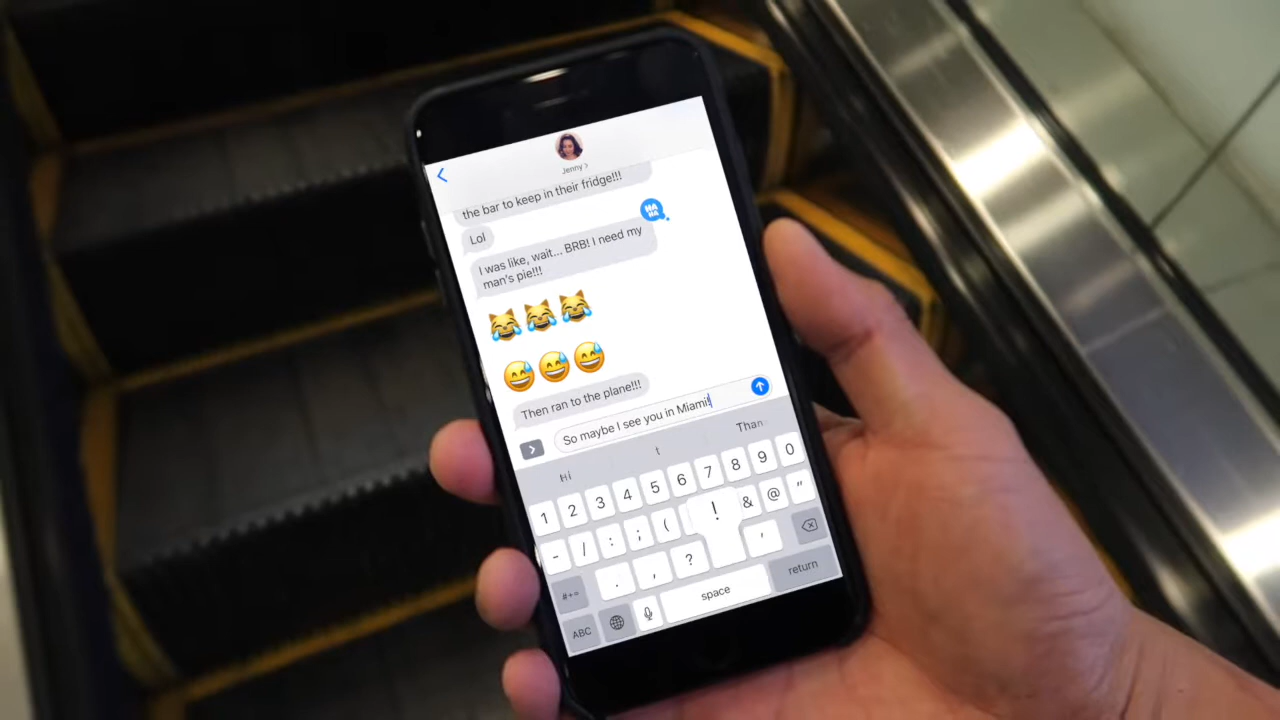 Jenny >
the bar to keep in their fridge!!!
HA HA
Lol
I was like, wait... BRB! I need my
man's pie!!!
Then ran to the plane!!!
So maybe I see you in Miami!
Hi t Than
1 2 3 4 5 6 7 8 9 0
- / : ; ( ! & @ "
#+= . , ? '
ABC space return